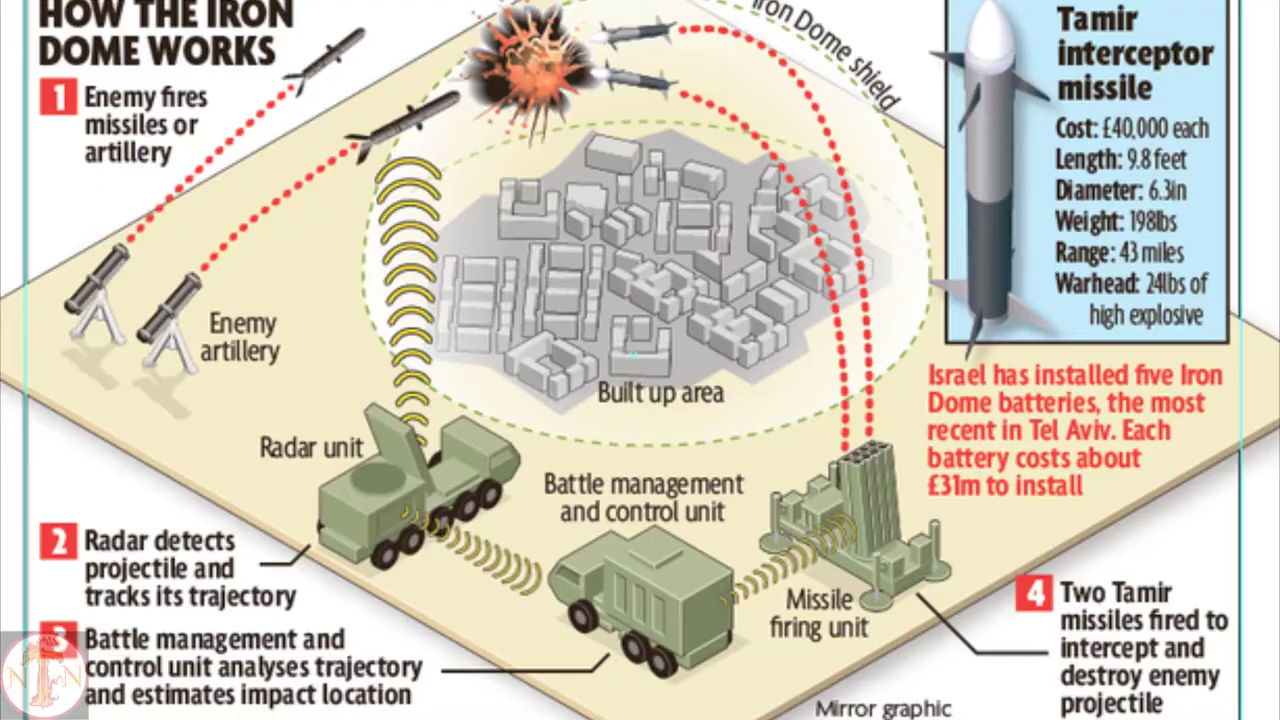 HOW THE IRON
DOME WORKS
1
Enemy fires
missiles or
artillery
Iron Dome shield
Enemy
artillery
Built up area
Radar unit
Battle management
and control unit
Missile
firing unit
2
Radar detects
projectile and
tracks its trajectory
3
Battle management and
control unit analyses trajectory
and estimates impact location
4
Two Tamir
missiles fired to
intercept and
destroy enemy
projectile
Tamir
interceptor
missile
Cost: £40,000 each
Length: 9.8 feet
Diameter: 6.3in
Weight: 198lbs
Range: 43 miles
Warhead: 24lbs of
high explosive
Israel has installed five Iron
Dome batteries, the most
recent in Tel Aviv. Each
battery costs about
£31m to install
Mirror graphic
N N